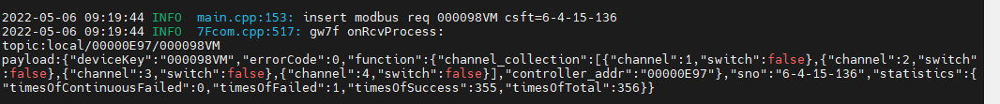 2022-05-06 09:19:44 INFO  main.cpp:153: insert modbus req 000098VM csft=6-4-15-136
2022-05-06 09:19:44 INFO  7Fcom.cpp:517: gw7f onRcvProcess:
topic:local/00000E97/000098VM
payload:{"deviceKey":"000098VM","errorCode":0,"function":{"channel_collection":[{"channel":1,"switch":false},{"channel":2,"switch"
:false},{"channel":3,"switch":false},{"channel":4,"switch":false}],"controller_addr":"00000E97"},"sno":"6-4-15-136","statistics":{
"timesOfContinuousFailed":0,"timesOfFailed":1,"timesOfSuccess":355,"timesOfTotal":356}}